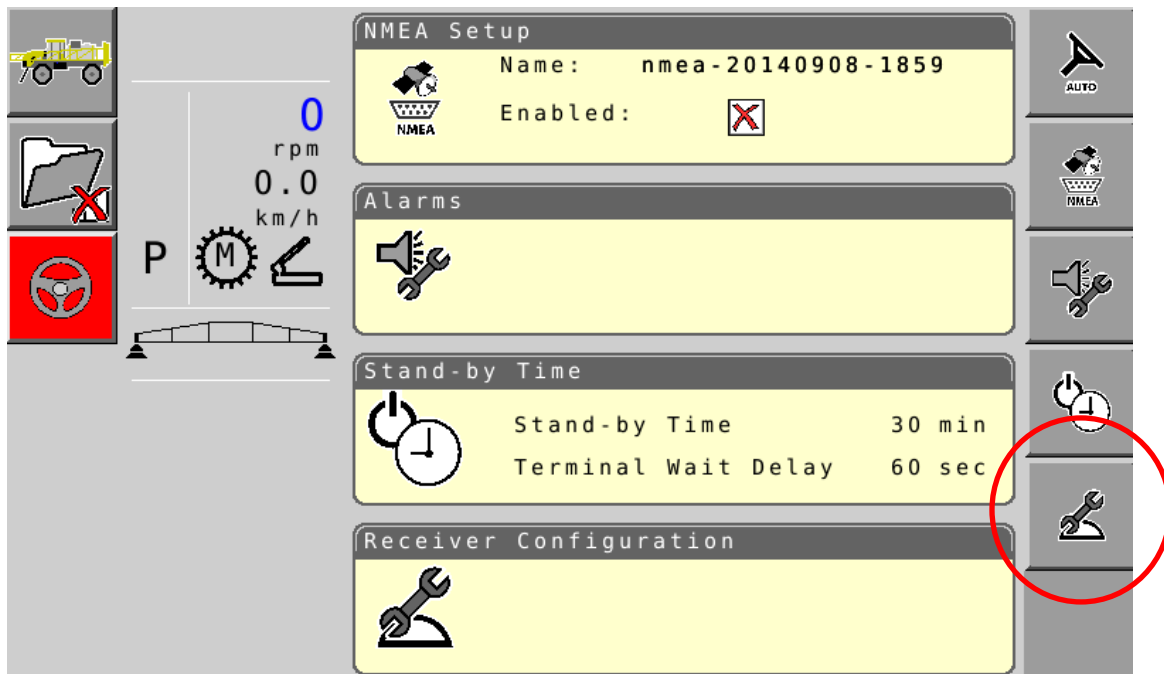 0
rpm
0.0
km/h
P
M
NMEA Setup
Name: nmea-20140908-1859
Enabled:
NMEA
Alarms
Stand-by Time
Stand-by Time 30 min
Terminal Wait Delay 60 sec
Receiver Configuration
AUTO
NMEA